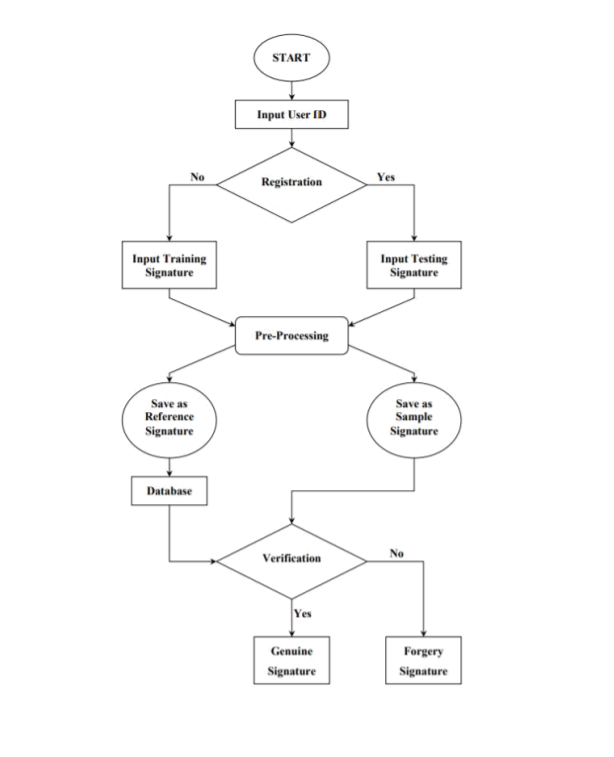 START
Input User ID
Registration
No
Yes
Input Training
Signature
Input Testing
Signature
Pre-Processing
Save as
Reference
Signature
Save as
Sample
Signature
Database
Verification
No
Yes
Genuine
Signature
Forgery
Signature